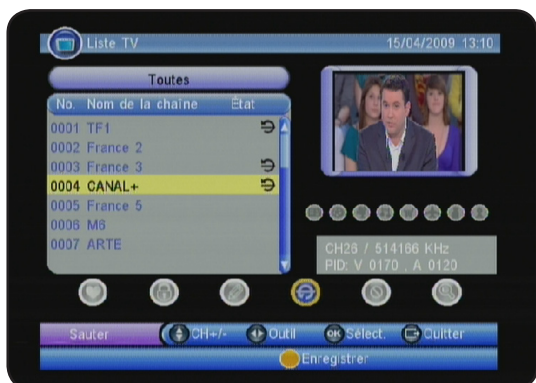 Liste TV
15/04/2009 13:10
Toutes
No. Nom de la chaîne État
0001 TF1
0002 France 2
0003 France 3
0004 CANAL+
0005 France 5
0006 M6
0007 ARTE
CH26 / 514166 KHz
PID: V 0170 , A 0120
Sauter
CH+/-
Outil
OK Sélect.
Quitter
Enregistrer